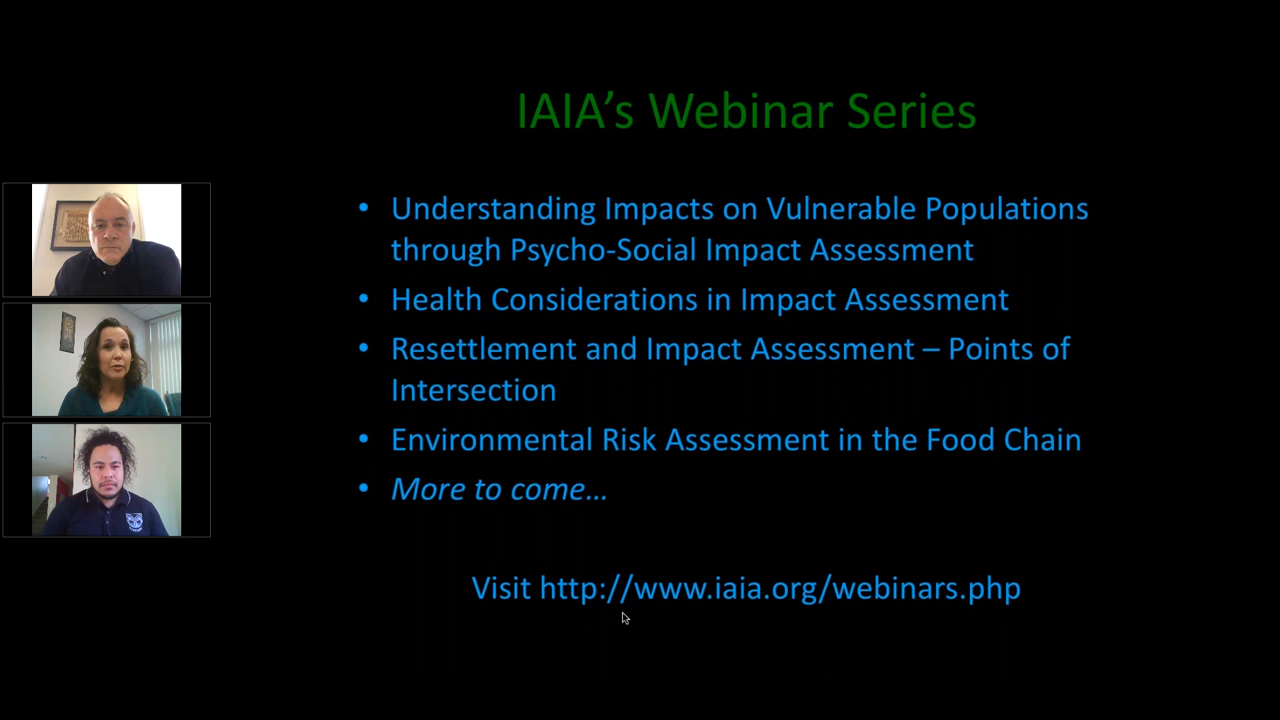 IAIA’s Webinar Series
• Understanding Impacts on Vulnerable Populations
through Psycho-Social Impact Assessment
• Health Considerations in Impact Assessment
• Resettlement and Impact Assessment – Points of
Intersection
• Environmental Risk Assessment in the Food Chain
• More to come…
Visit http://www.iaia.org/webinars.php